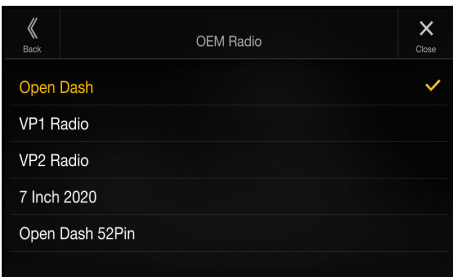 Back
OEM Radio
Close
Open Dash
VP1 Radio
VP2 Radio
7 Inch 2020
Open Dash 52Pin